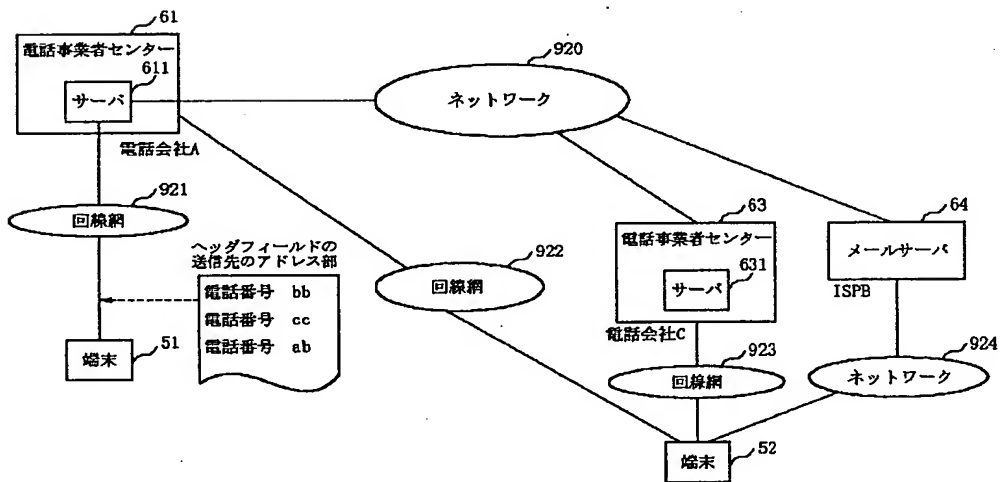 61
電話事業者センター
611
サーバ
電話会社A
920
ネットワーク
921
回線網
ヘッダフィールドの
送信先のアドレス部
電話番号 bb
電話番号 cc
電話番号 ab
51
端末
922
回線網
63
電話事業者センター
631
サーバ
電話会社C
64
メールサーバ
ISPB
923
回線網
924
ネットワーク
52
端末